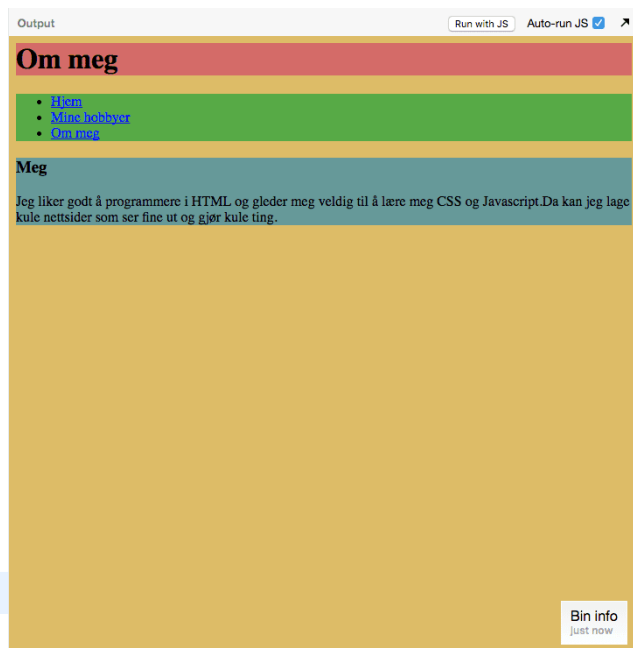 Output
Run with JS
Auto-run JS
Om meg
Hjem
Mine hobbyer
Om meg
Meg
Jeg liker godt å programmere i HTML og gleder meg veldig til å lære meg CSS og Javascript.Da kan jeg lage
kule nettsider som ser fine ut og gjør kule ting.
Bin info
just now